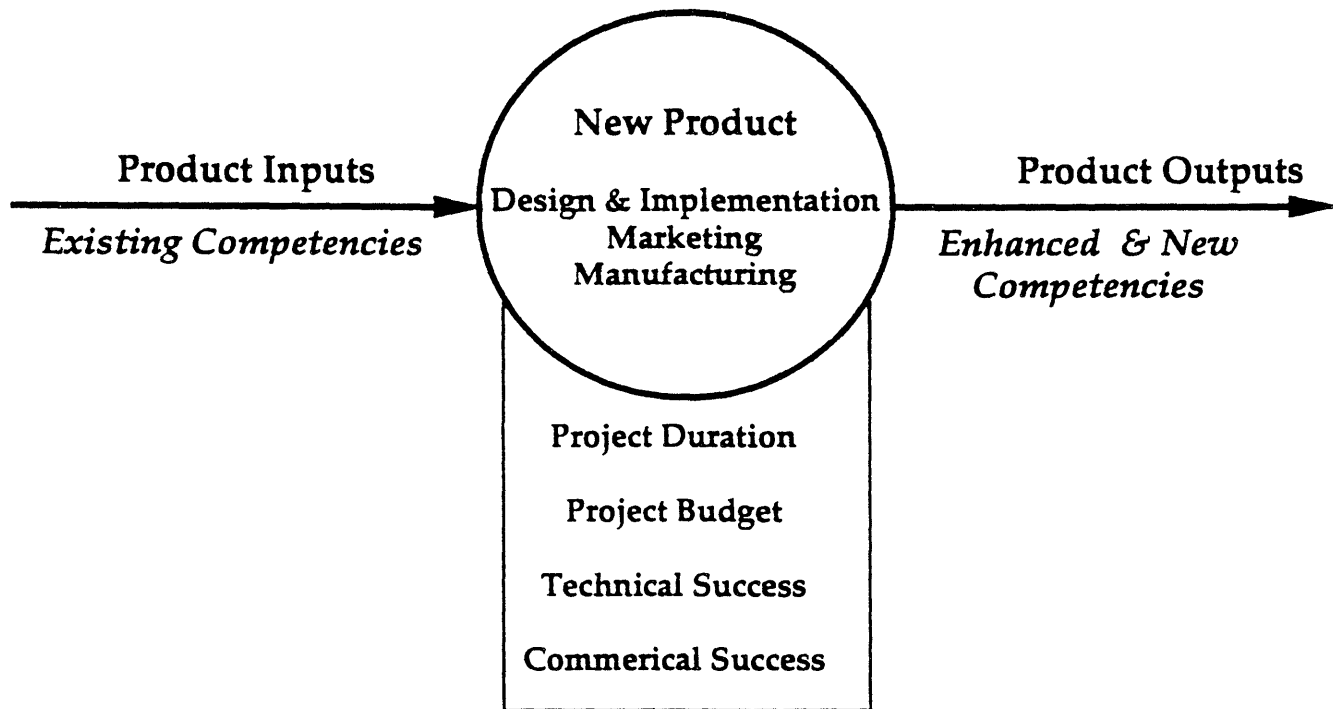 New Product
Product Inputs
Existing Competencies
Design & Implementation
Marketing
Manufacturing
Product Outputs
Enhanced & New
Competencies
Project Duration
Project Budget
Technical Success
Commerical Success